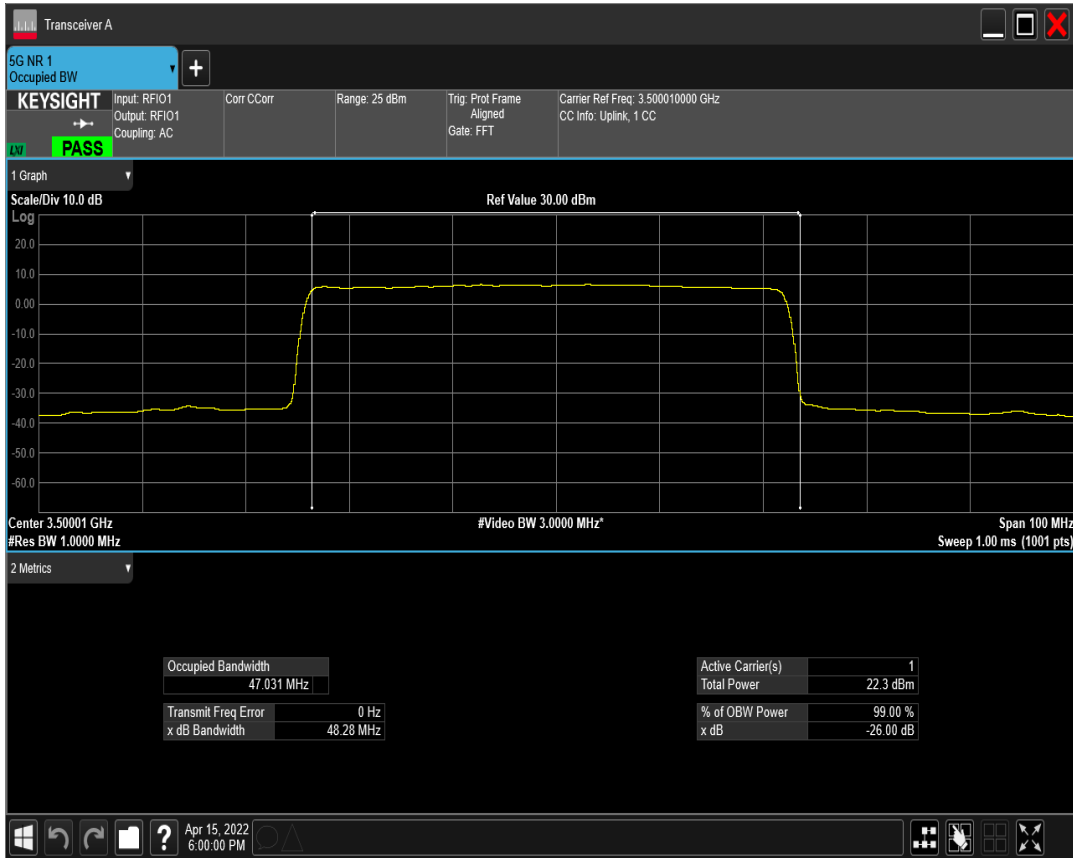 Transceiver A
5G NR 1
Occupied BW
KEYSIGHT
LXI
PASS
Input: RFIO1
Output: RFIO1
Coupling: AC
Corr CCorr
Range: 25 dBm
Trig: Prot Frame
Aligned
Gate: FFT
Carrier Ref Freq: 3.500010000 GHz
CC Info: Uplink, 1 CC
1 Graph
Scale/Div 10.0 dB
Ref Value 30.00 dBm
Log
20.0
10.0
0.00
-10.0
-20.0
-30.0
-40.0
-50.0
-60.0
Center 3.50001 GHz
#Video BW 3.0000 MHz*
Span 100 MHz
#Res BW 1.0000 MHz
Sweep 1.00 ms (1001 pts)
2 Metrics
Occupied Bandwidth
47.031 MHz
Transmit Freq Error 0 Hz
x dB Bandwidth 48.28 MHz
Active Carrier(s) 1
Total Power 22.3 dBm
% of OBW Power 99.00 %
x dB -26.00 dB
Apr 15, 2022
6:00:00 PM